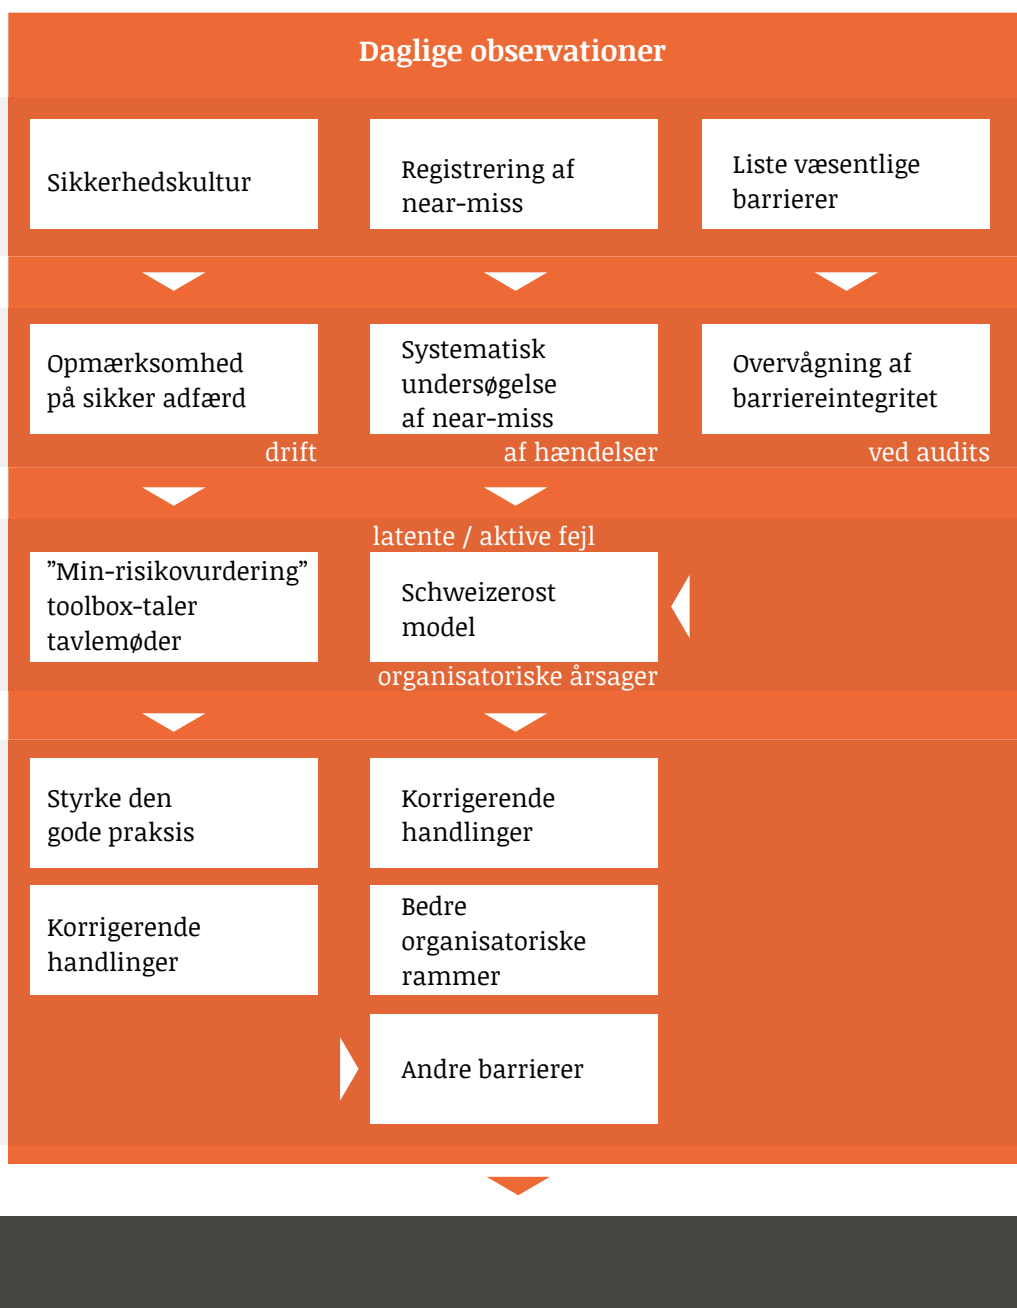 Daglige observationer
Sikkerhedskultur
Registrering af
near-miss
Liste væsentlige
barrierer
Opmærksomhed
på sikker adfærd
drift
Systematisk
undersøgelse
af near-miss
af hændelser
Overvågning af
barriereintegritet
ved audits
”Min-risikovurdering”
toolbox-taler
tavlemøder
latente / aktive fejl
Schweizerost
model
organisatoriske årsager
Styrke den
gode praksis
Korrigerende
handlinger
Korrigerende
handlinger
Bedre
organisatoriske
rammer
Andre barrierer